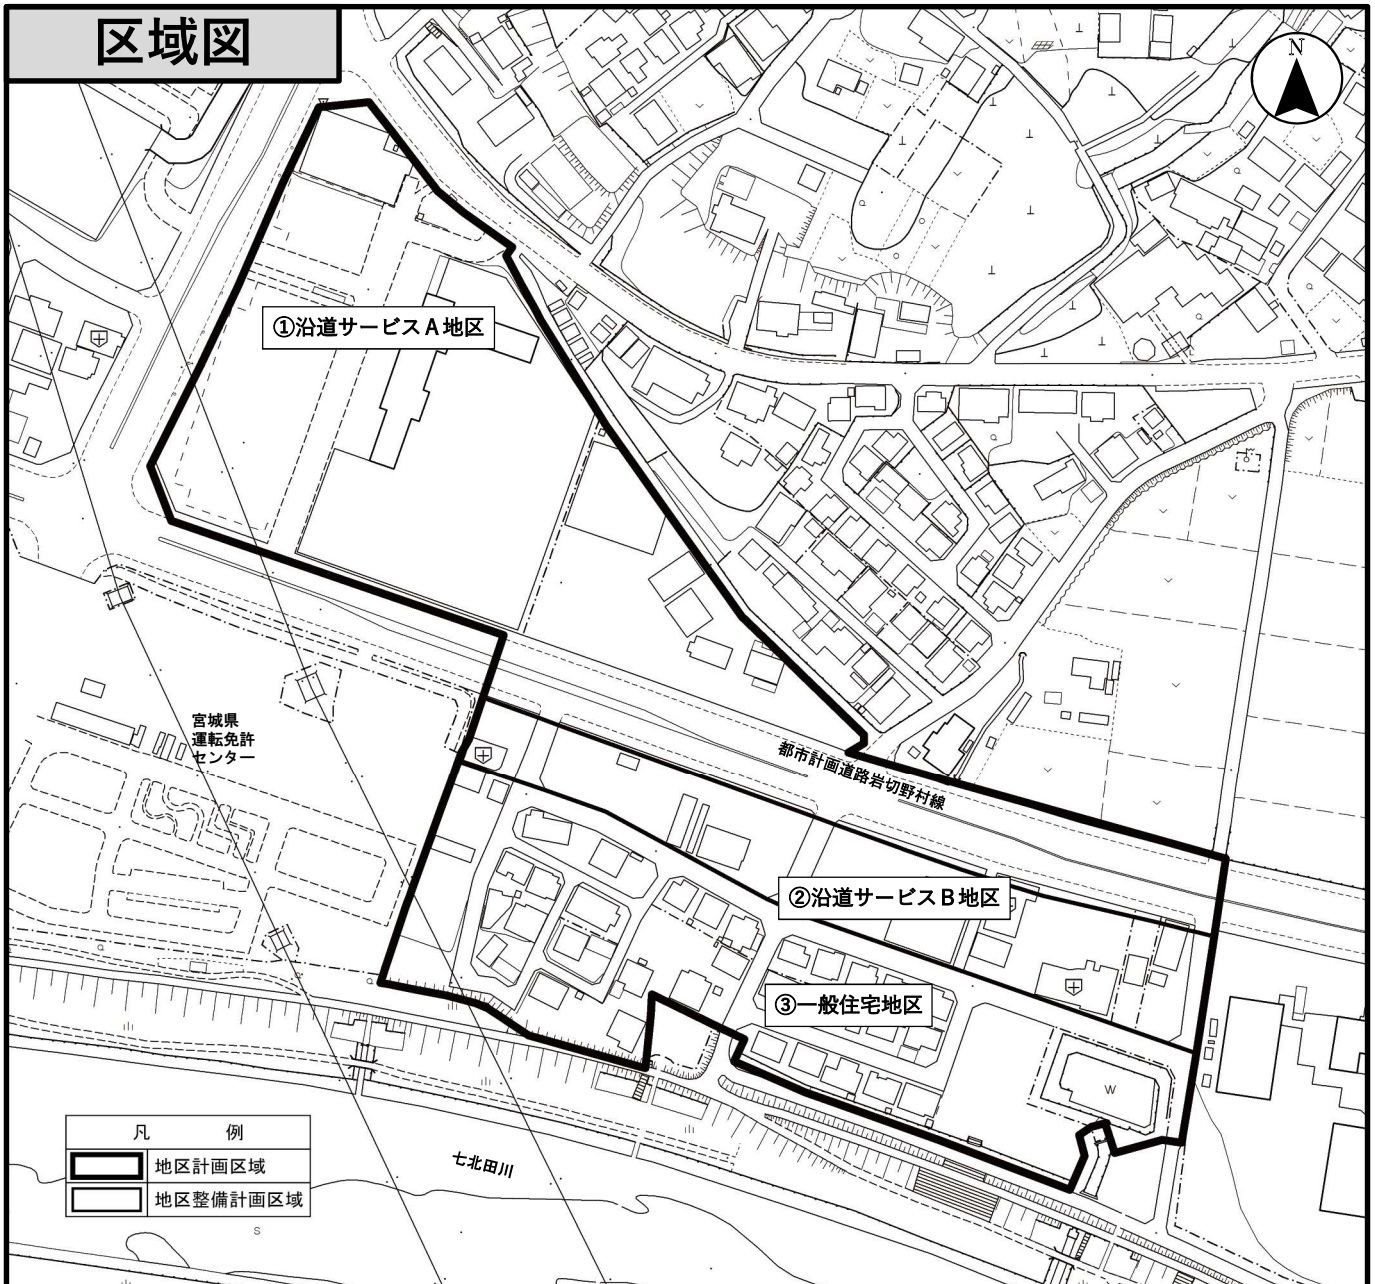 区域図
N
①沿道サービスA地区
宮城県
運転免許
センター
都市計画道路岩切野村線
②沿道サービスB地区
③一般住宅地区
W
凡 例
地区計画区域
地区整備計画区域
七北田川
S